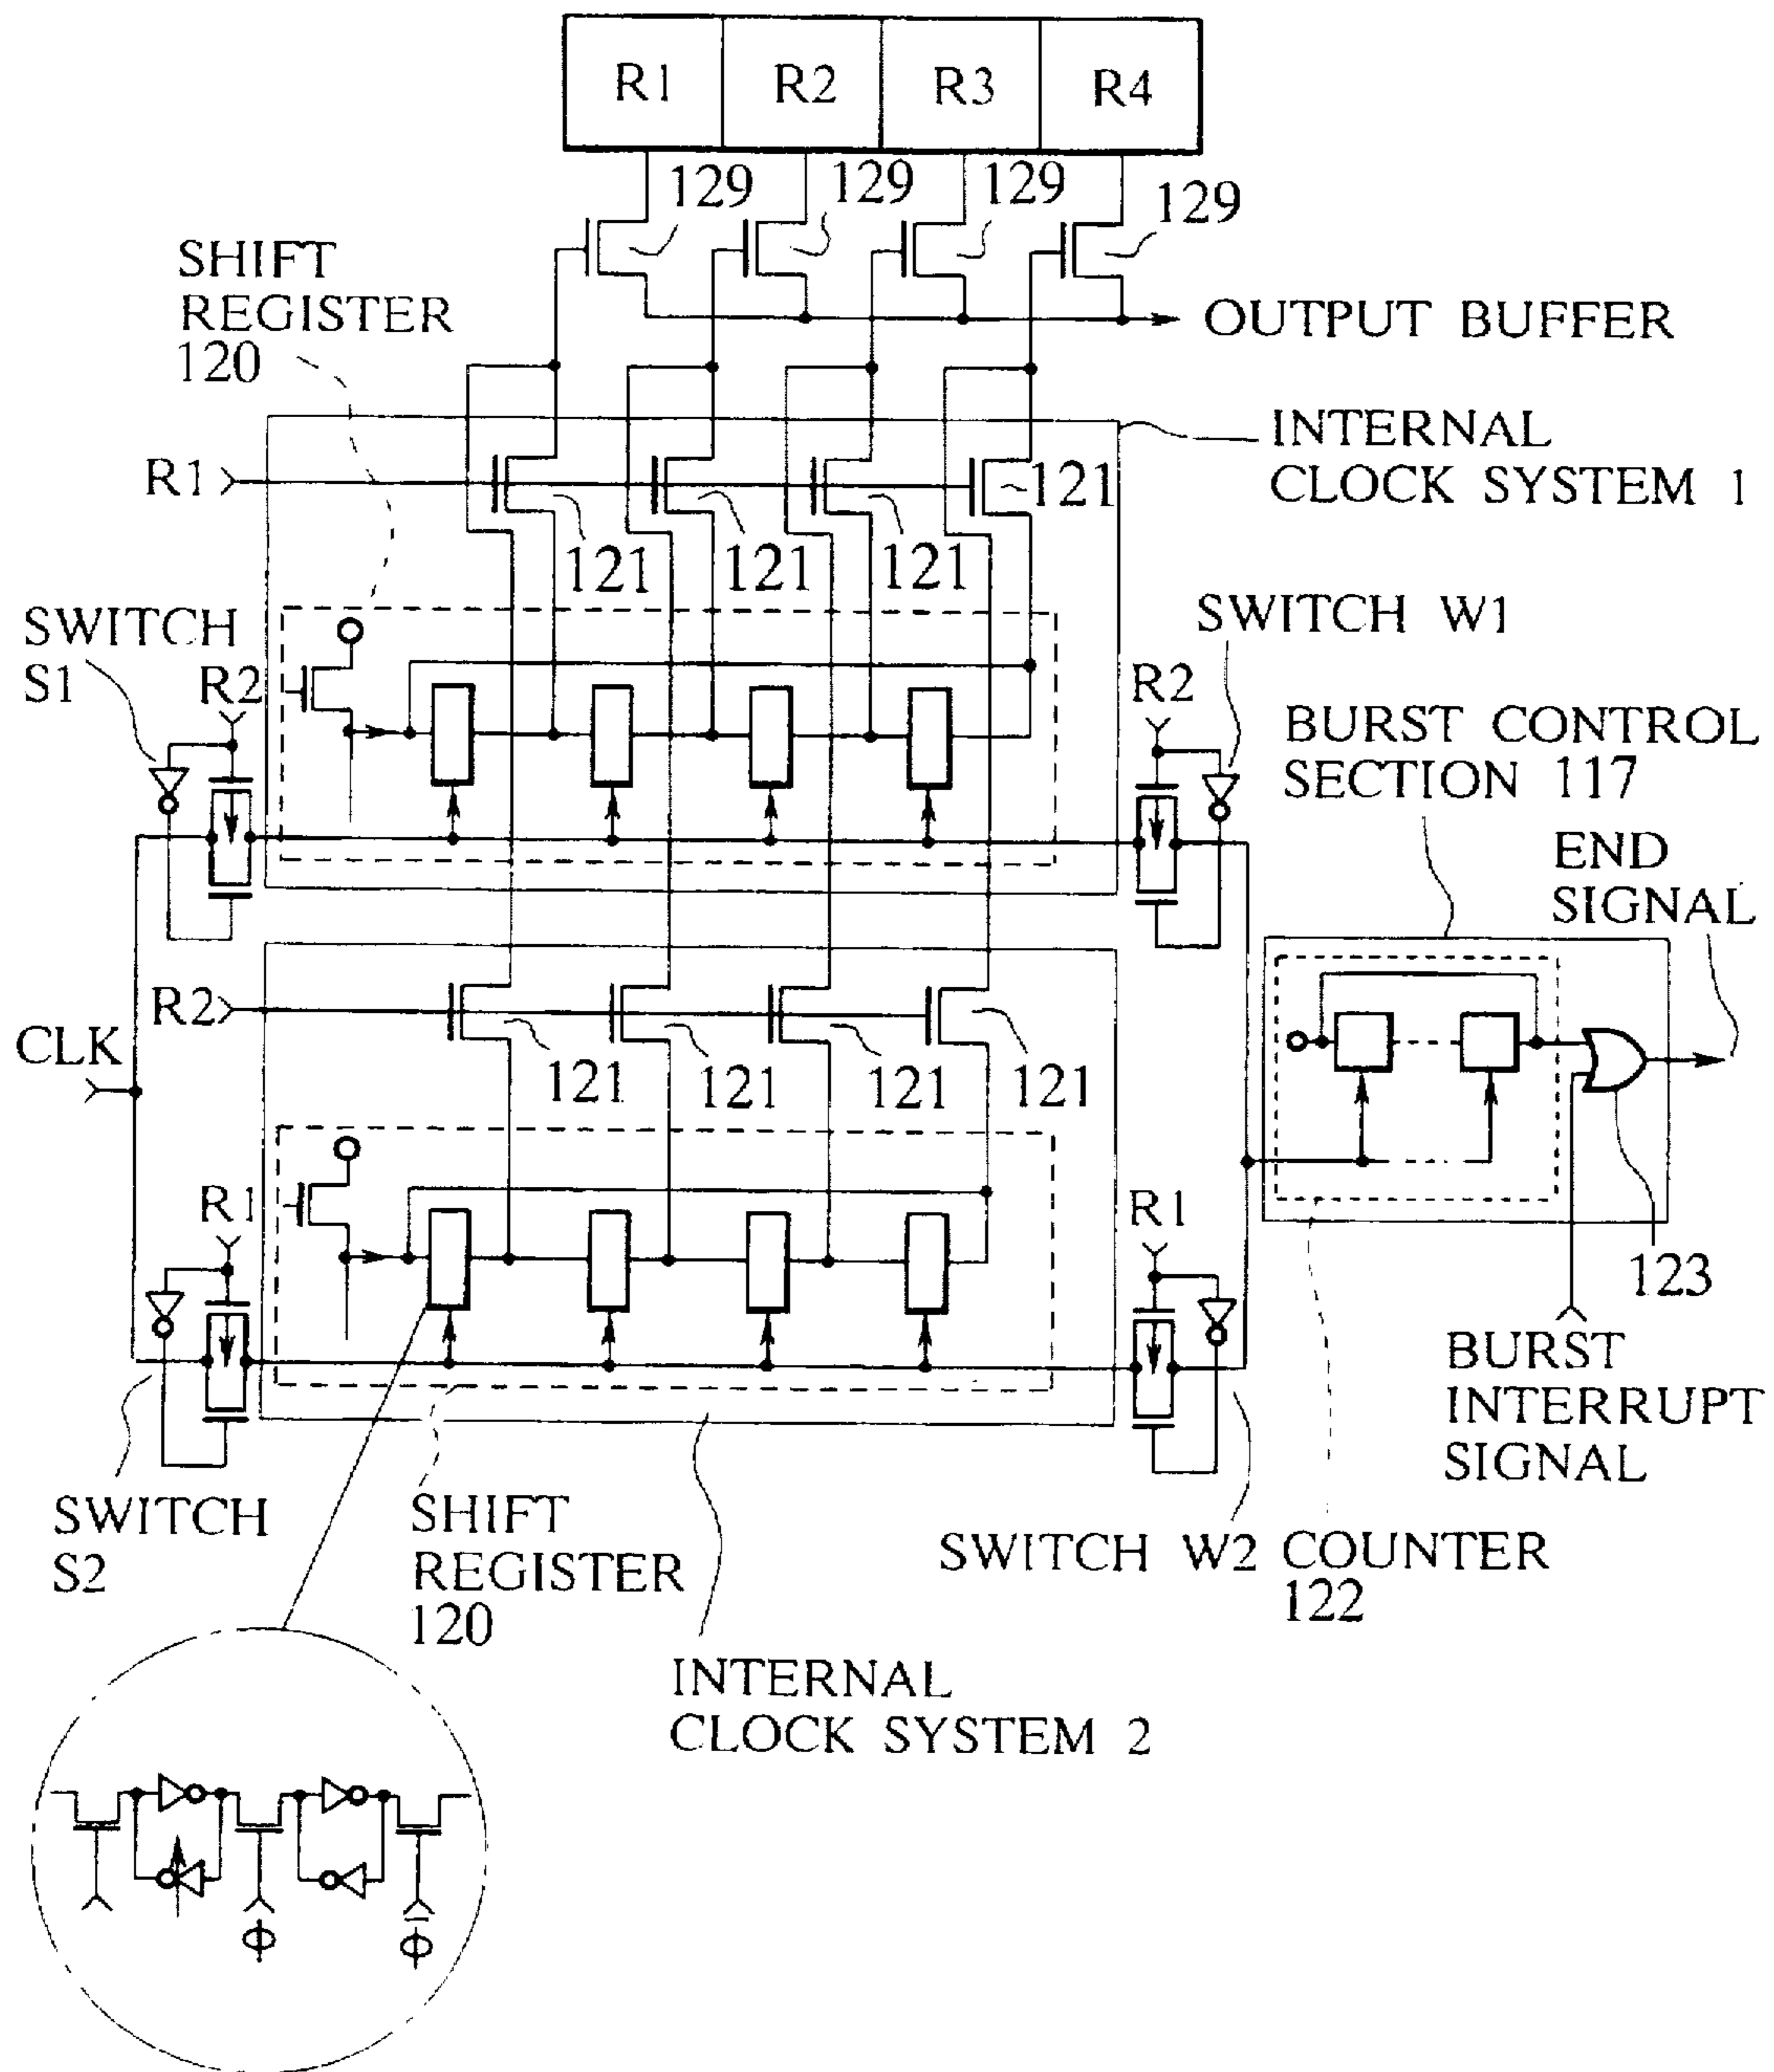 R1 R2 R3 R4
129 129 129 129
SHIFT
REGISTER
120
OUTPUT BUFFER
INTERNAL
CLOCK SYSTEM 1
R1
121
121 121 121
SWITCH
S1
R2
SWITCH W1
R2
BURST CONTROL
SECTION 117
END
SIGNAL
R2
CLK
121 121 121 121
R1
R1
123
BURST
INTERRUPT
SIGNAL
SWITCH
S2
SHIFT
REGISTER
120
SWITCH W2
COUNTER
122
INTERNAL
CLOCK SYSTEM 2
Φ Φ̅